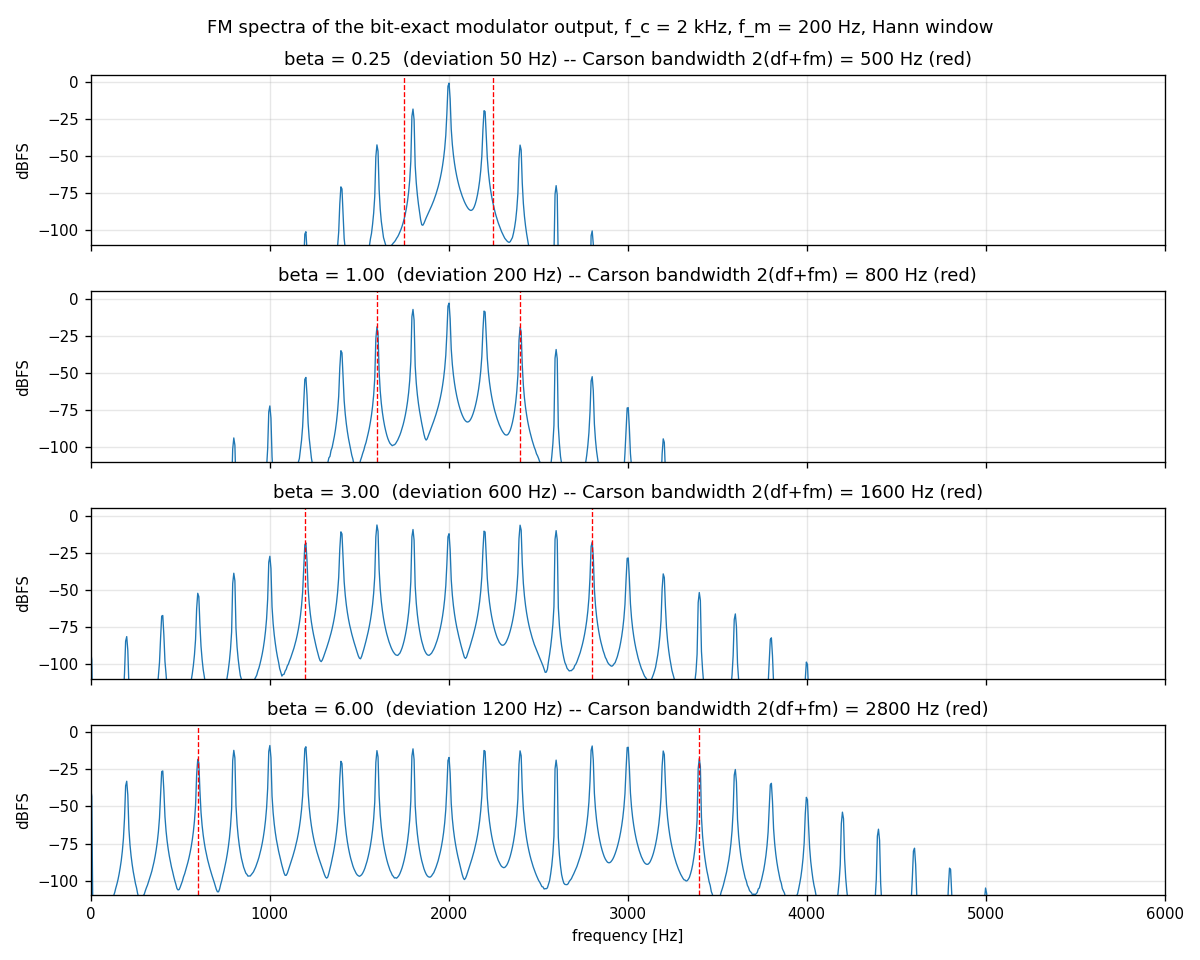 FM spectra of the bit-exact modulator output, f_c = 2 kHz, f_m = 200 Hz, Hann window
beta = 0.25  (deviation 50 Hz) -- Carson bandwidth 2(df+fm) = 500 Hz (red)
0
−25
−50
−75
−100
dBFS
beta = 1.00  (deviation 200 Hz) -- Carson bandwidth 2(df+fm) = 800 Hz (red)
0
−25
−50
−75
−100
dBFS
beta = 3.00  (deviation 600 Hz) -- Carson bandwidth 2(df+fm) = 1600 Hz (red)
0
−25
−50
−75
−100
dBFS
beta = 6.00  (deviation 1200 Hz) -- Carson bandwidth 2(df+fm) = 2800 Hz (red)
0
−25
−50
−75
−100
dBFS
0 1000 2000 3000 4000 5000 6000
frequency [Hz]